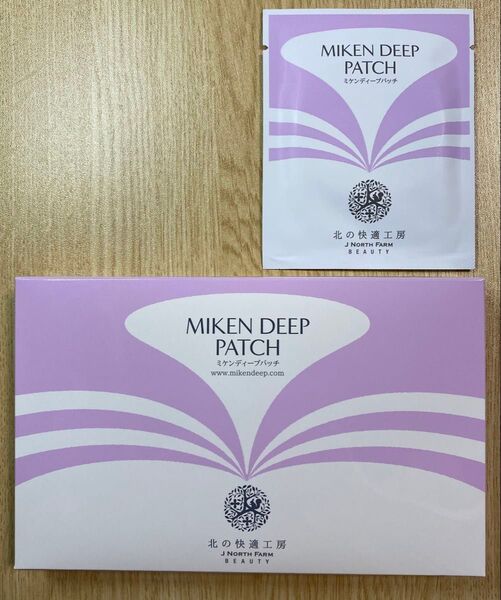 MIKEN DEEP
PATCH
ミケンディープパッチ
北の快適工房
J NORTH FARM
BEAUTY
MIKEN DEEP
PATCH
ミケンディープパッチ
www.mikendeep.com
北の快適工房
J NORTH FARM
BEAUTY